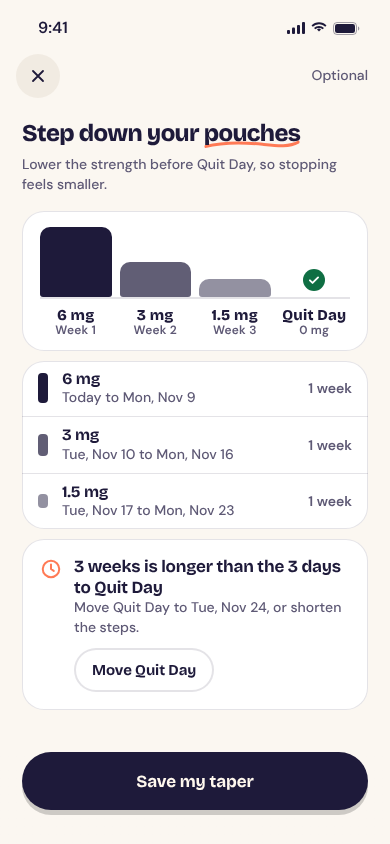 9:41
Optional
Step down your pouches
Lower the strength before Quit Day, so stopping
feels smaller.
6 mg
Week 1
3 mg
Week 2
1.5 mg
Week 3
Quit Day
0 mg
6 mg
Today to Mon, Nov 9
1 week
3 mg
Tue, Nov 10 to Mon, Nov 16
1 week
1.5 mg
Tue, Nov 17 to Mon, Nov 23
1 week
3 weeks is longer than the 3 days
to Quit Day
Move Quit Day to Tue, Nov 24, or shorten
the steps.
Move Quit Day
Save my taper